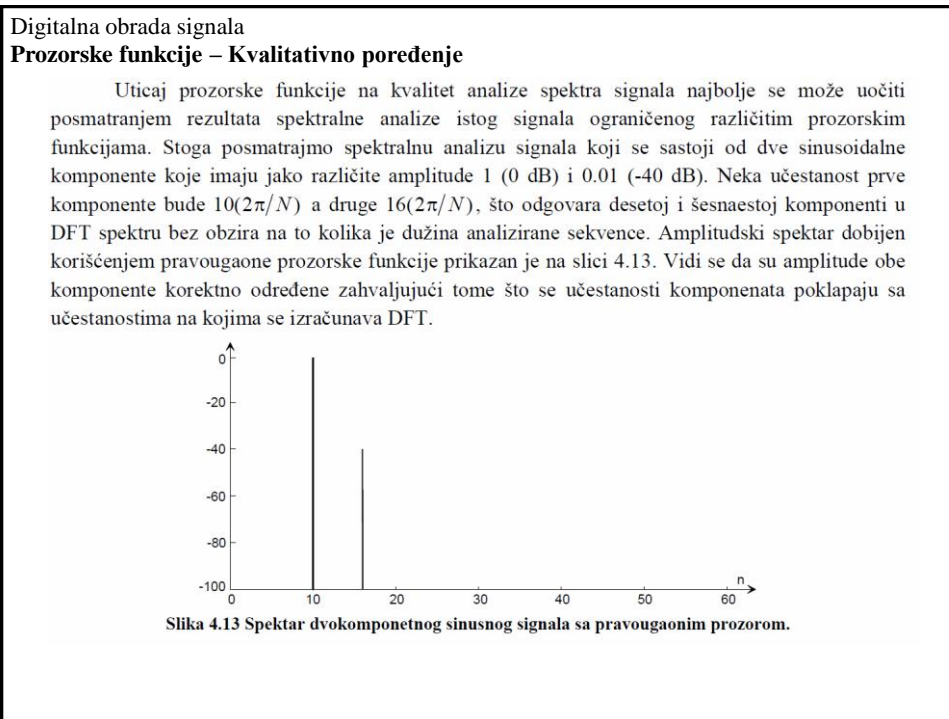 Digitalna obrada signala
Prozorske funkcije – Kvalitativno poređenje
Uticaj prozorske funkcije na kvalitet analize spektra signala najbolje se može uočiti
posmatranjem rezultata spektralne analize istog signala ograničenog različitim prozorskim
funkcijama. Stoga posmatrajmo spektralnu analizu signala koji se sastoji od dve sinusoidalne
komponente koje imaju jako različite amplitude 1 (0 dB) i 0.01 (-40 dB). Neka učestanost prve
komponente bude 10(2π/N) a druge 16(2π/N), što odgovara desetoj i šesnaestoj komponenti u
DFT spektru bez obzira na to kolika je dužina analizirane sekvence. Amplitudski spektar dobijen
korišćenjem pravougaone prozorske funkcije prikazan je na slici 4.13. Vidi se da su amplitude obe
komponente korektno određene zahvaljujući tome što se učestanosti komponenata poklapaju sa
učestanostima na kojima se izračunava DFT.
0
-20
-40
-60
-80
-100
n
0 10 20 30 40 50 60
Slika 4.13 Spektar dvokomponetnog sinusnog signala sa pravougaonim prozorom.